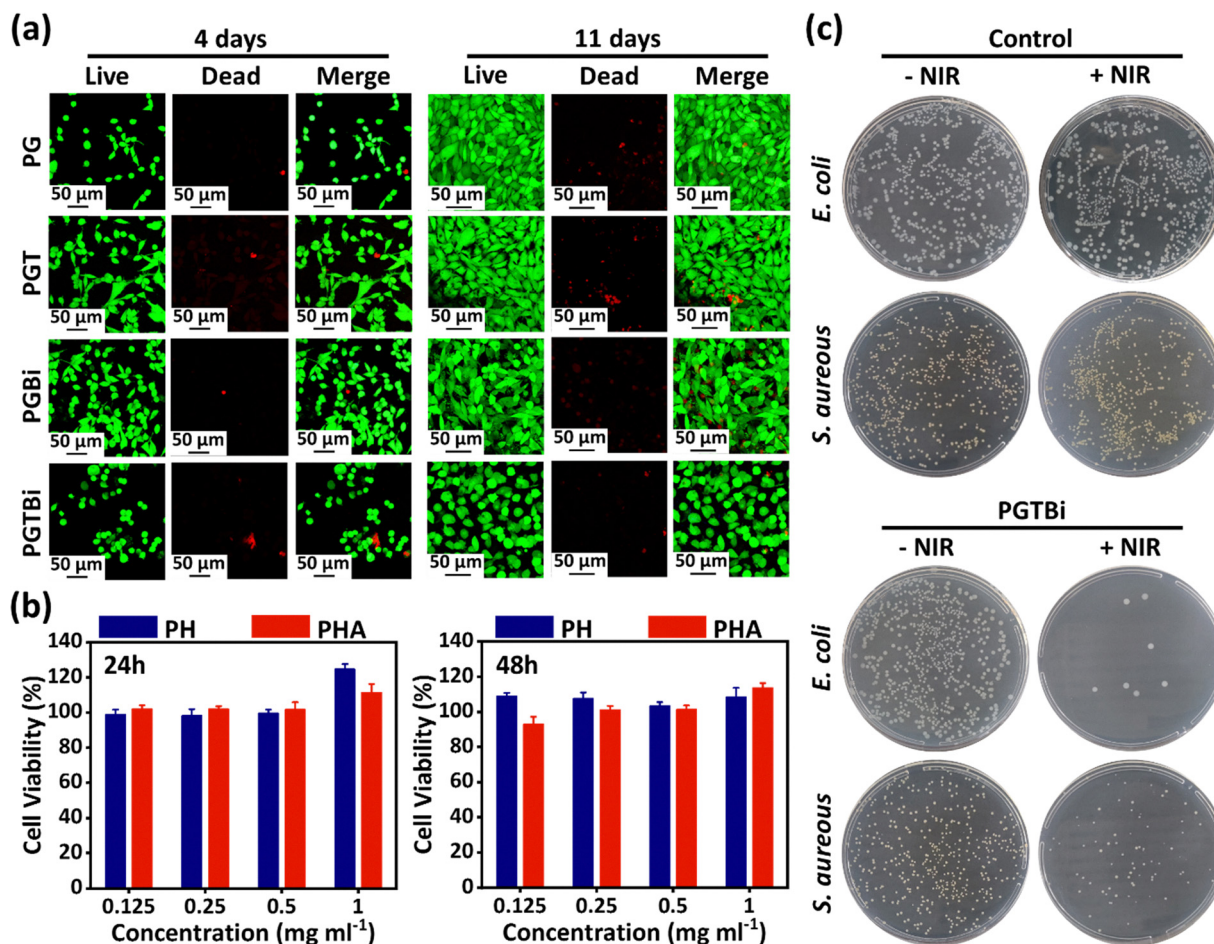 (a)
4 days
11 days
Live Dead Merge Live Dead Merge
PG
50 µm 50 µm 50 µm 50 µm 50 µm 50 µm
PGT
50 µm 50 µm 50 µm 50 µm 50 µm 50 µm
PGBi
50 µm 50 µm 50 µm 50 µm 50 µm 50 µm
PGTBi
50 µm 50 µm 50 µm 50 µm 50 µm 50 µm
(b)
PH PHA
24h
Cell Viability (%)
140
120
100
80
60
40
20
0
0.125 0.25 0.5 1
Concentration (mg ml⁻¹)
PH PHA
48h
Cell Viability (%)
140
120
100
80
60
40
20
0
0.125 0.25 0.5 1
Concentration (mg ml⁻¹)
(c)
Control
- NIR + NIR
E. coli
S. aureous
PGTBi
- NIR + NIR
E. coli
S. aureous